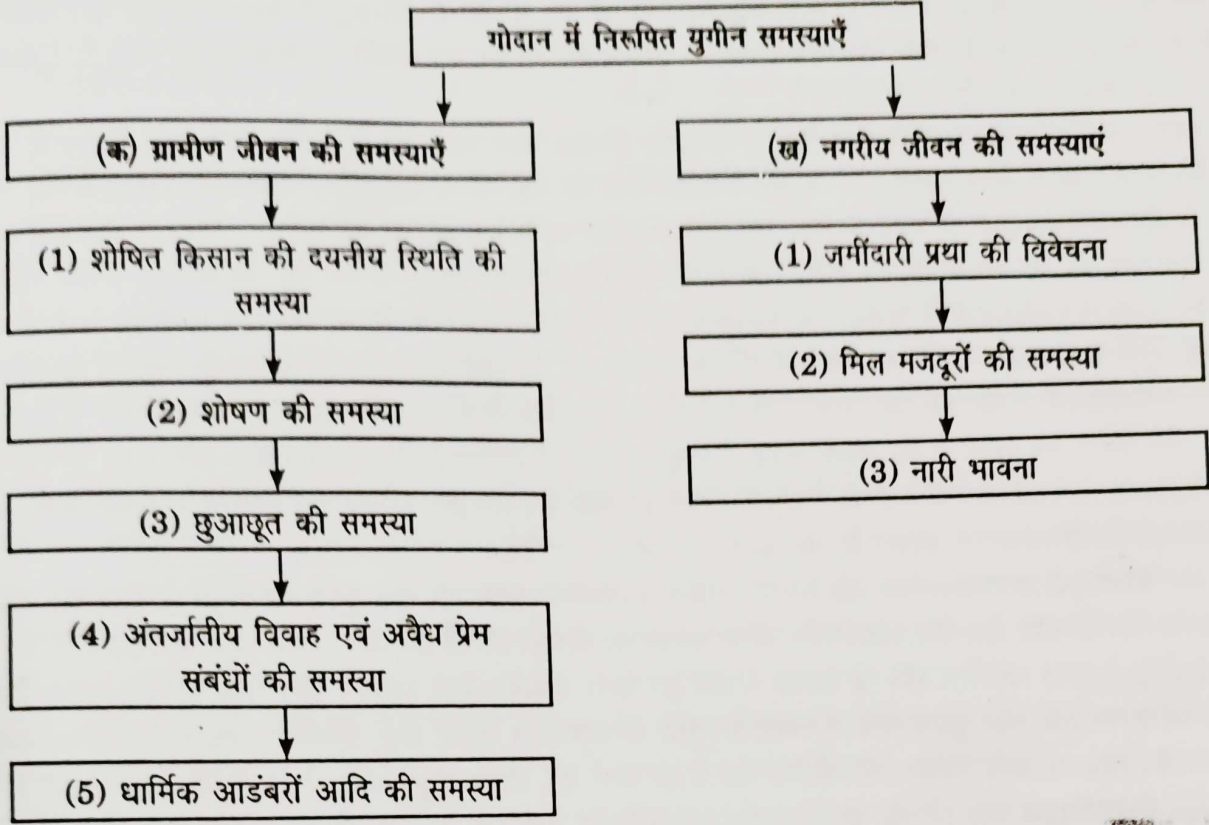 गोदान में निरूपित युगीन समस्याएँ
(क) ग्रामीण जीवन की समस्याएँ
(1) शोषित किसान की दयनीय स्थिति की
समस्या
(2) शोषण की समस्या
(3) छुआछूत की समस्या
(4) अंतर्जातीय विवाह एवं अवैध प्रेम
संबंधों की समस्या
(5) धार्मिक आडंबरों आदि की समस्या
(ख) नगरीय जीवन की समस्याएं
(1) जमींदारी प्रथा की विवेचना
(2) मिल मजदूरों की समस्या
(3) नारी भावना